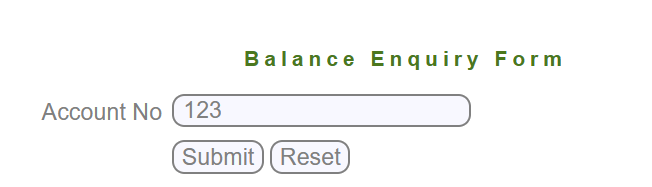 Balance Enquiry Form
Account No 123
Submit Reset